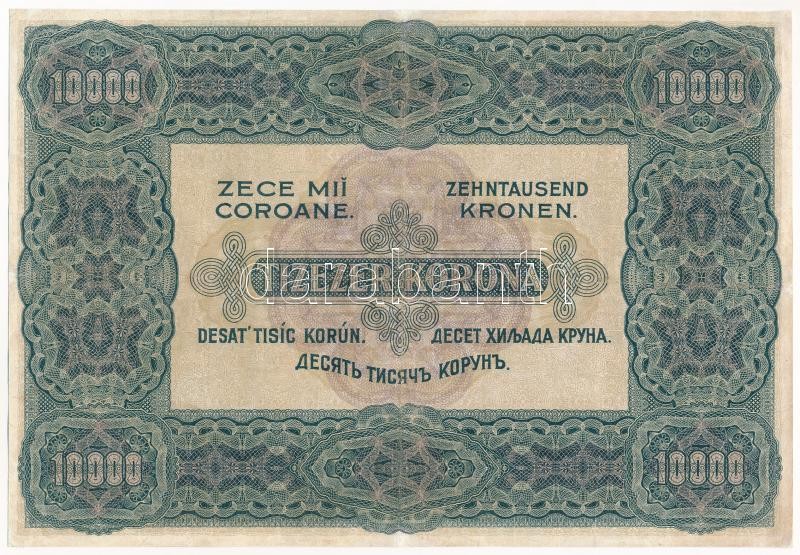 10000 10000
ZECE MIĬ ZEHNTAUSEND
COROANE. KRONEN.
TIZEZER KORONA
darabanth
DESAT' TISÍC KORÚN. ДЕСЕТ ХИЉАДА КРУНА.
ДЕСЯТЬ ТИСЯЧЪ КОРУНЪ.
10000 10000